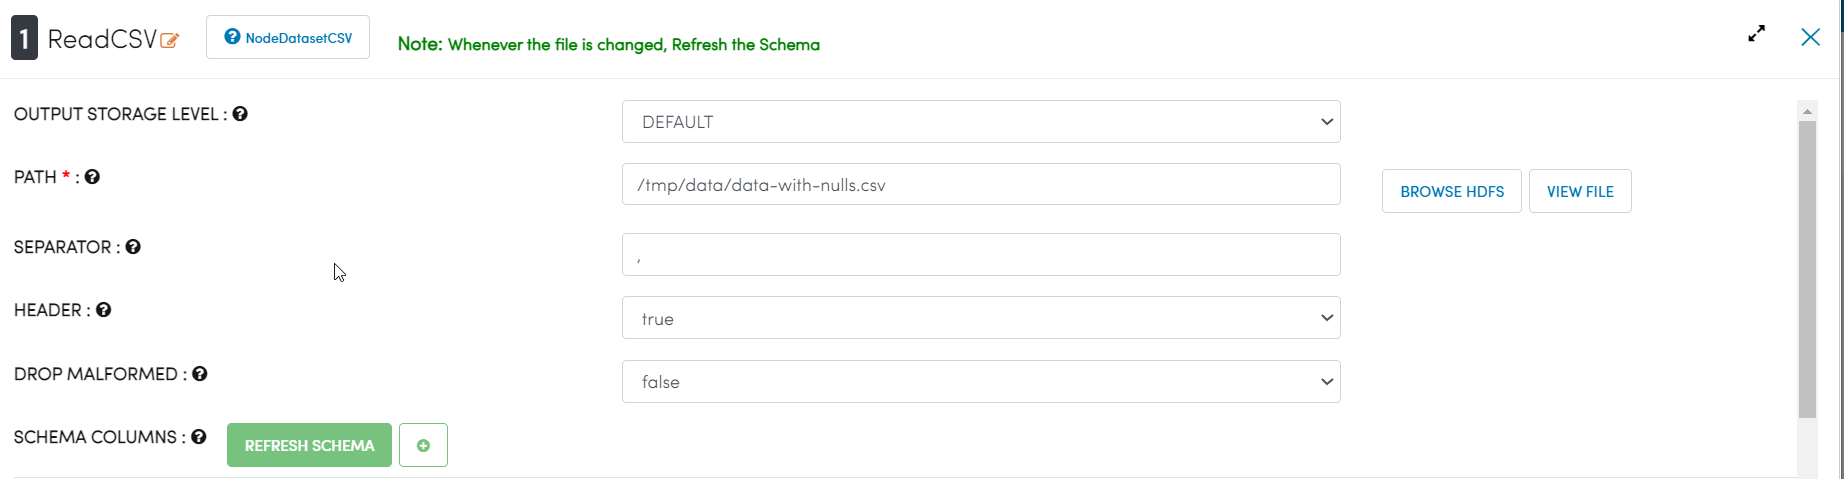 1 ReadCSV NodeDatasetCSV Note: Whenever the file is changed, Refresh the Schema
OUTPUT STORAGE LEVEL : DEFAULT
PATH * : /tmp/data/data-with-nulls.csv BROWSE HDFS VIEW FILE
SEPARATOR : ,
HEADER : true
DROP MALFORMED : false
SCHEMA COLUMNS : REFRESH SCHEMA